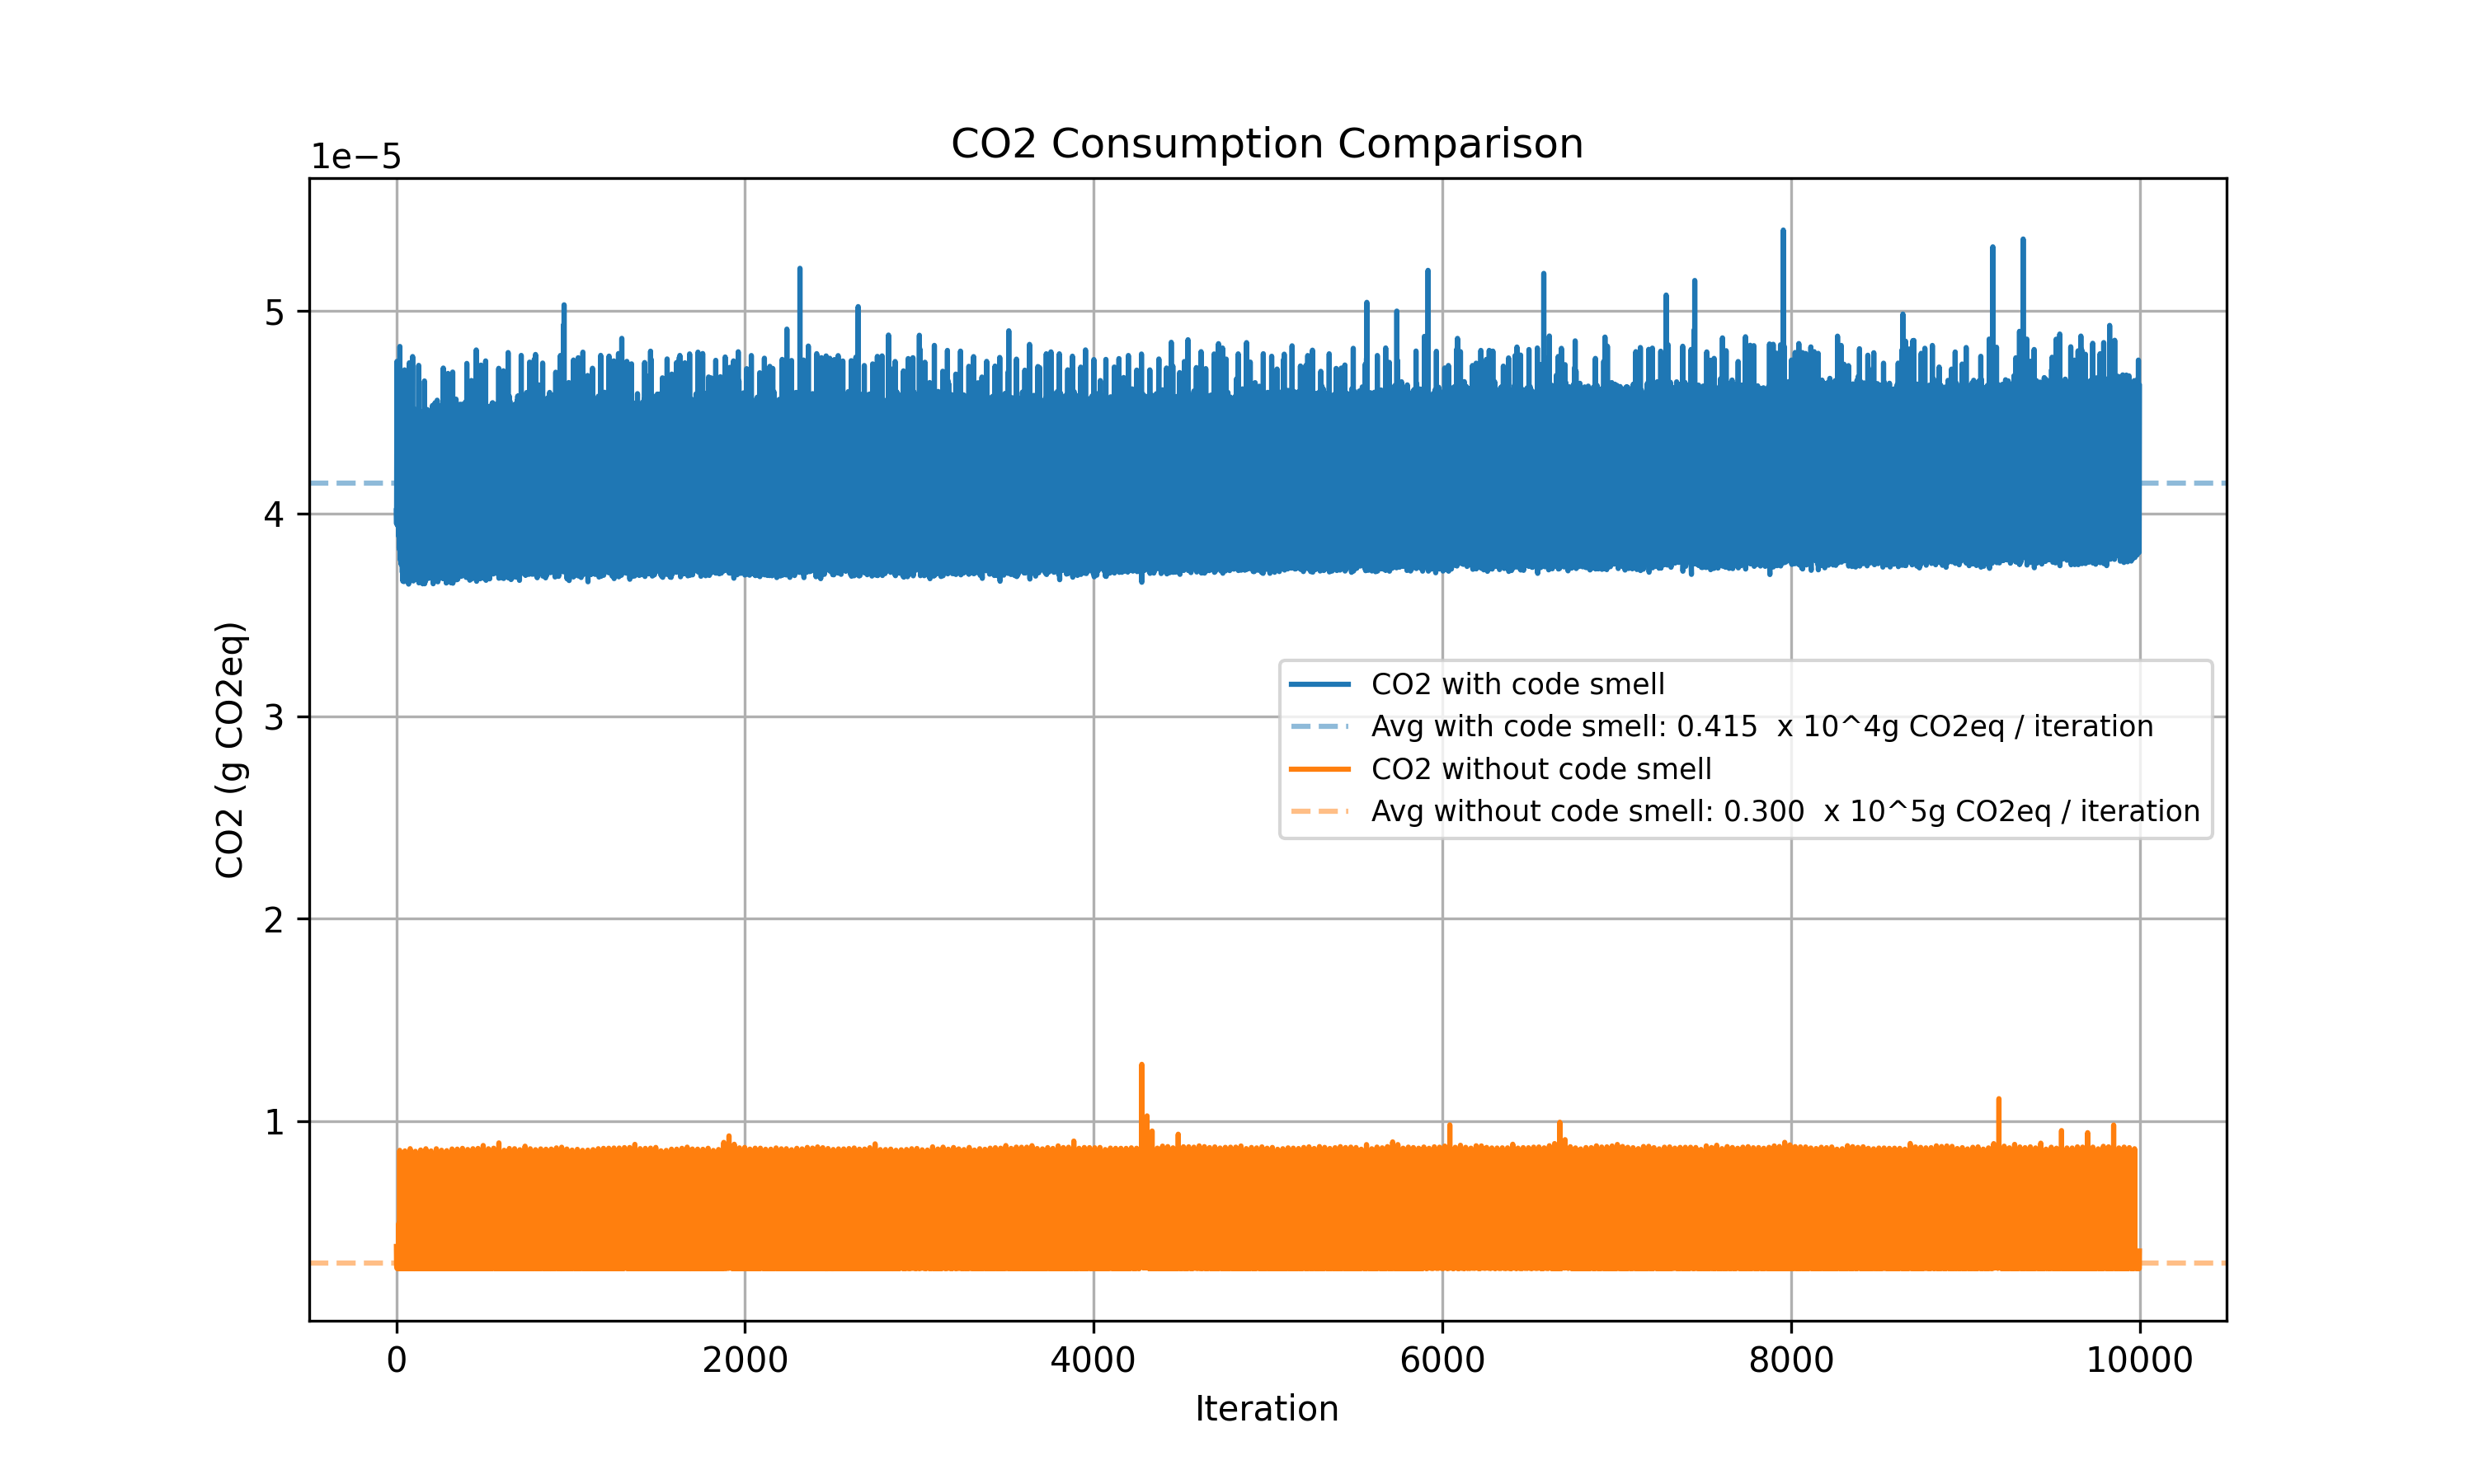 CO2 Consumption Comparison
1e−5
5
4
3
2
1
CO2 (g CO2eq)
CO2 with code smell
Avg with code smell: 0.415  x 10^4g CO2eq / iteration
CO2 without code smell
Avg without code smell: 0.300  x 10^5g CO2eq / iteration
0 2000 4000 6000 8000 10000
Iteration